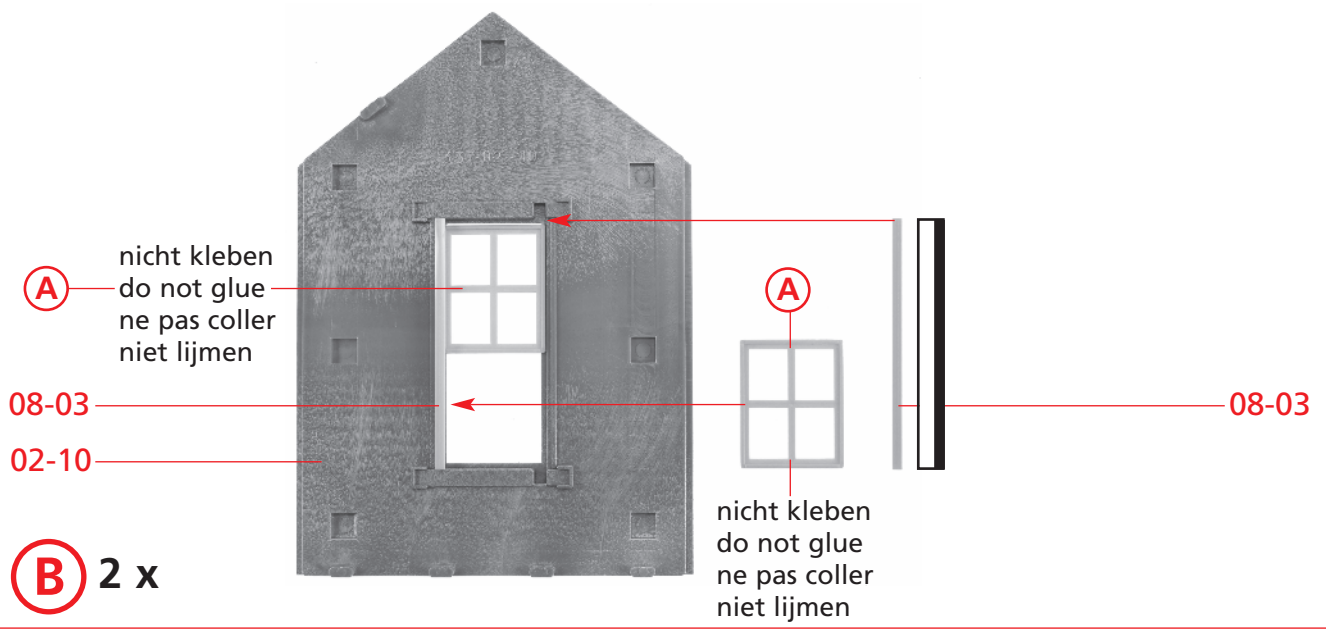 nicht kleben
do not glue
ne pas coller
niet lijmen
A
08-03
02-10
A
nicht kleben
do not glue
ne pas coller
niet lijmen
08-03
B 2 x